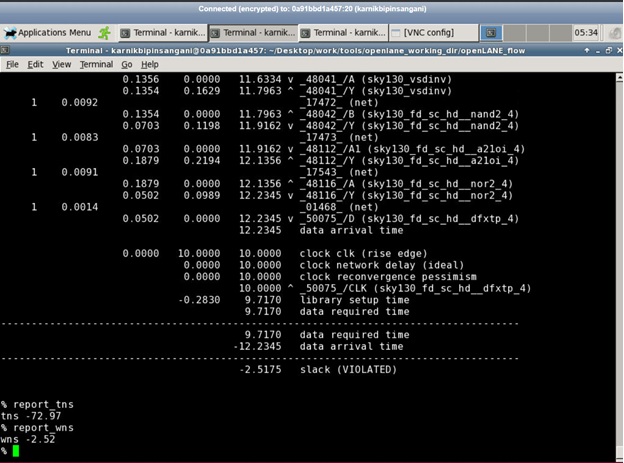 Connected (encrypted) to: 0a91bbd1a457:20 (karnikbipinsangani)
Applications Menu Terminal - karnik... Terminal - karnik... Terminal - karnik... [VNC config] 05:34
Terminal - karnikbipinsangani@0a91bbd1a457: ~/Desktop/work/tools/openlane_working_dir/openLANE_flow
File Edit View Terminal Go Help
0.1356 0.0000 11.6334 v _48041_/A (sky130_vsdinv)
0.1354 0.1629 11.7963 ^ _48041_/Y (sky130_vsdinv)
1 0.0092 _17472_ (net)
0.1354 0.0000 11.7963 ^ _48042_/B (sky130_fd_sc_hd__nand2_4)
0.0703 0.1198 11.9162 v _48042_/Y (sky130_fd_sc_hd__nand2_4)
1 0.0083 _17473_ (net)
0.0703 0.0000 11.9162 v _48112_/A1 (sky130_fd_sc_hd__a21oi_4)
0.1879 0.2194 12.1356 ^ _48112_/Y (sky130_fd_sc_hd__a21oi_4)
1 0.0091 _17543_ (net)
0.1879 0.0000 12.1356 ^ _48116_/A (sky130_fd_sc_hd__nor2_4)
0.0502 0.0989 12.2345 v _48116_/Y (sky130_fd_sc_hd__nor2_4)
1 0.0014 _01468_ (net)
0.0502 0.0000 12.2345 v _50075_/D (sky130_fd_sc_hd__dfxtp_4)
12.2345 data arrival time
0.0000 10.0000 10.0000 clock clk (rise edge)
0.0000 10.0000 clock network delay (ideal)
0.0000 10.0000 clock reconvergence pessimism
10.0000 ^ _50075_/CLK (sky130_fd_sc_hd__dfxtp_4)
-0.2830 9.7170 library setup time
9.7170 data required time
---------------------------------------------------------------------------------
9.7170 data required time
-12.2345 data arrival time
---------------------------------------------------------------------------------
-2.5175 slack (VIOLATED)
% report_tns
tns -72.97
% report_wns
wns -2.52
%